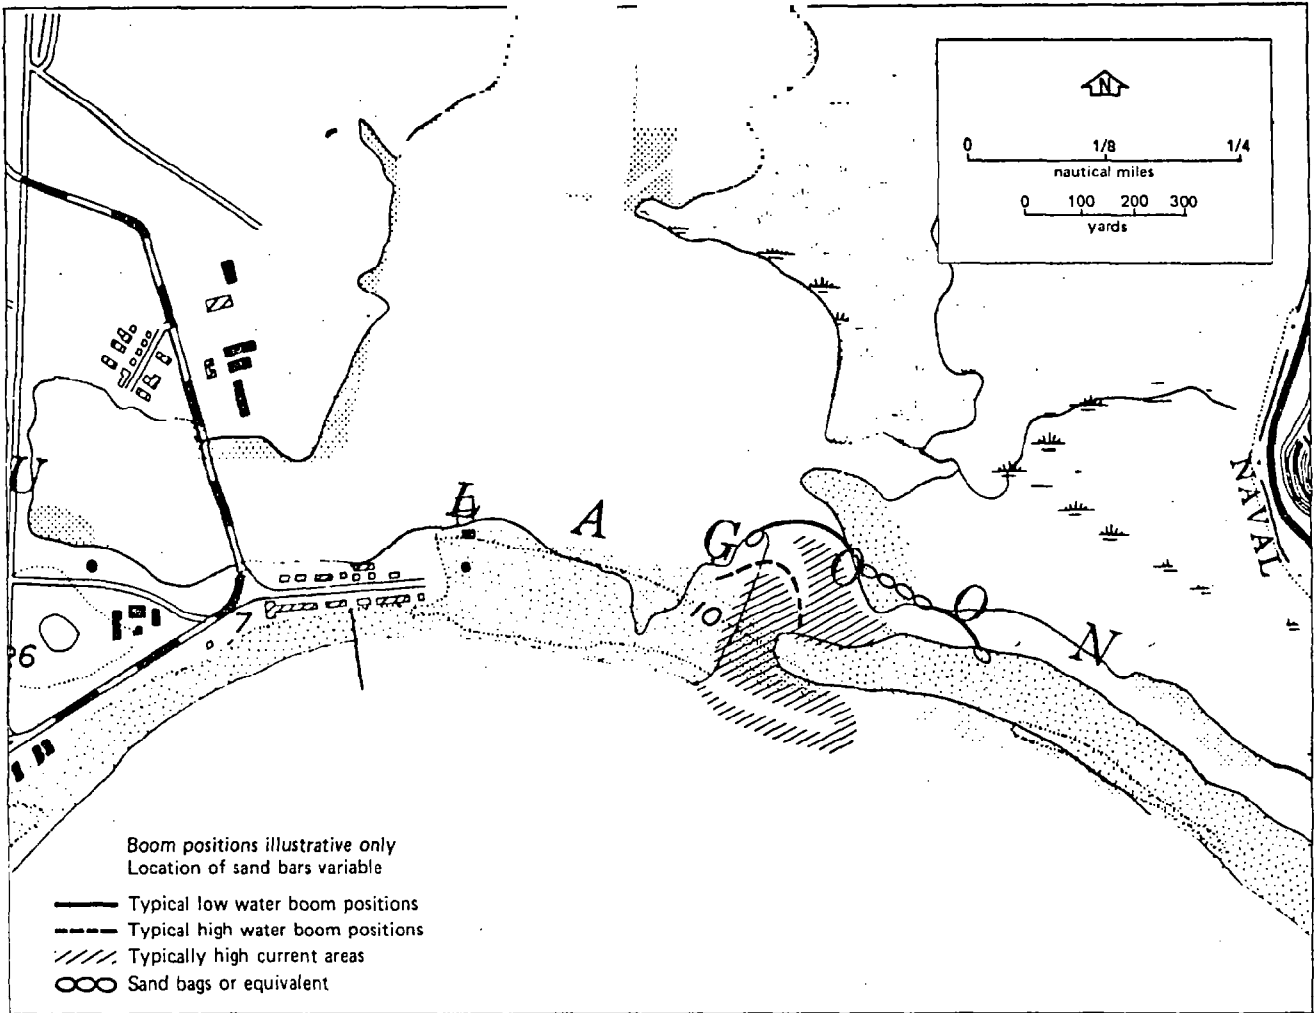 N
0 1/8 1/4
nautical miles
0 100 200 300
yards
U L A G O O N
NAVAL
10
7
26
Boom positions illustrative only
Location of sand bars variable
Typical low water boom positions
Typical high water boom positions
Typically high current areas
Sand bags or equivalent